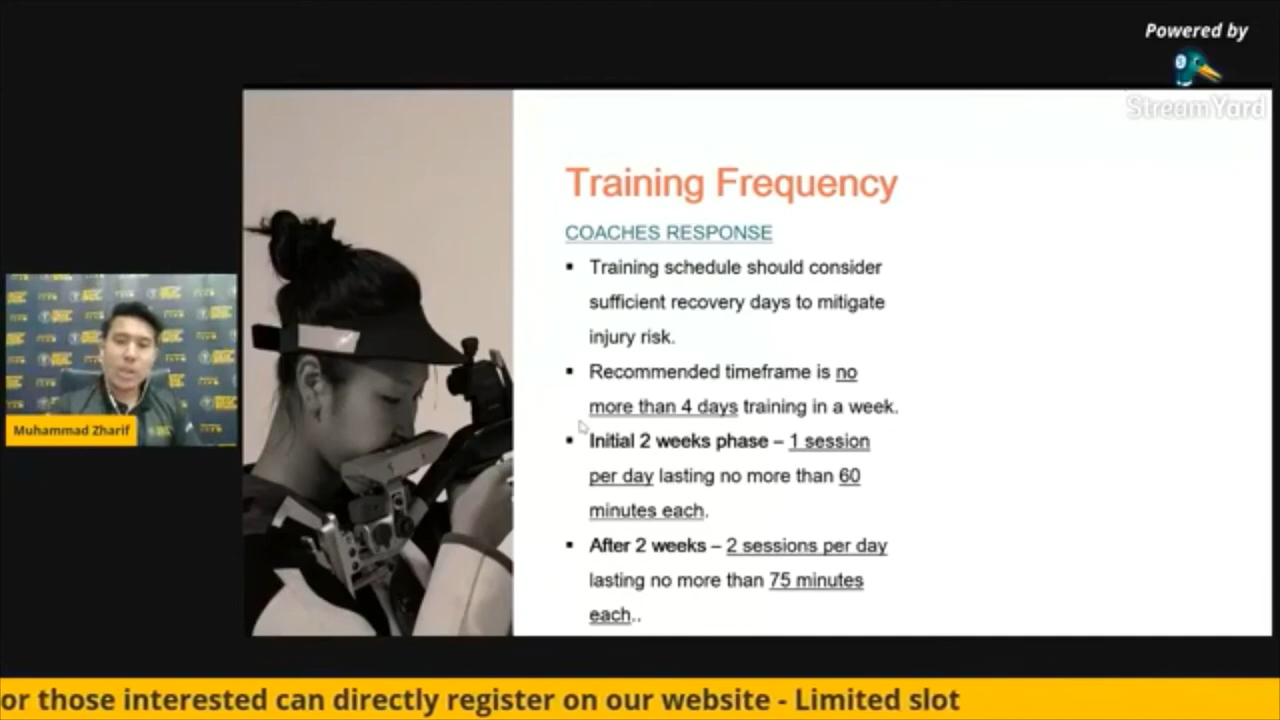 Powered by
StreamYard
Training Frequency
COACHES RESPONSE
▪ Training schedule should consider
sufficient recovery days to mitigate
injury risk.
▪ Recommended timeframe is no
more than 4 days training in a week.
▪ Initial 2 weeks phase – 1 session
per day lasting no more than 60
minutes each.
▪ After 2 weeks – 2 sessions per day
lasting no more than 75 minutes
each..
Muhammad Zharif
or those interested can directly register on our website - Limited slot